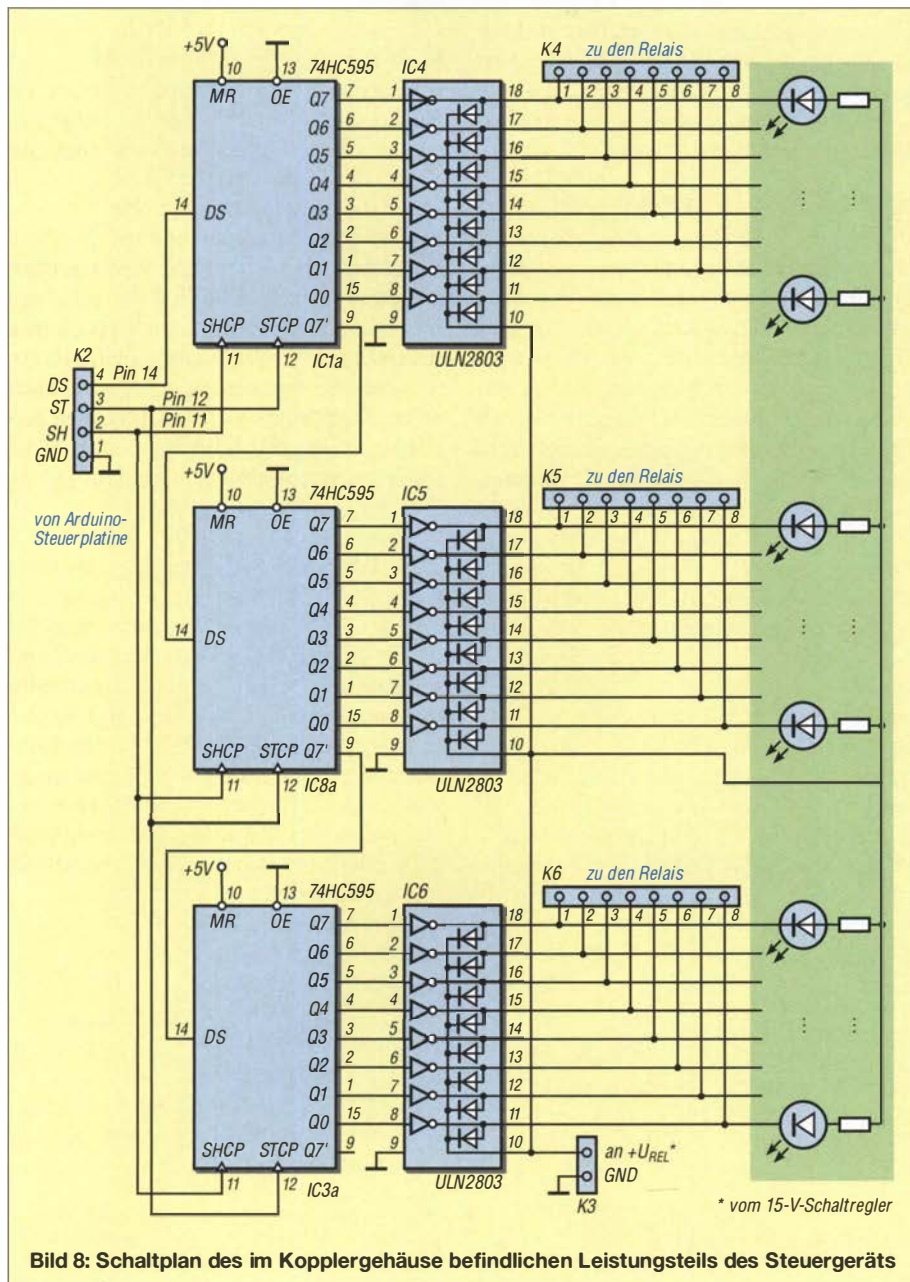 +5V
10 13 74HC595 IC4 K4 zu den Relais
MR OE Q7 7 1 18 1 2 3 4 5 6 7 8
Q6 6 2 17
Q5 5 3 16
Q4 4 4 15
14 DS Q3 3 5 14
Q2 2 6 13
Q1 1 7 12
Q0 15 8 11
SHCP STCP Q7' 9 9 10
11 12 IC1a ULN2803
K2
DS 4 Pin 14
ST 3 Pin 12
SH 2 Pin 11
GND 1
von Arduino-
Steuerplatine
+5V
10 13 74HC595 IC5 K5 zu den Relais
MR OE Q7 7 1 18 1 2 3 4 5 6 7 8
Q6 6 2 17
Q5 5 3 16
Q4 4 4 15
14 DS Q3 3 5 14
Q2 2 6 13
Q1 1 7 12
Q0 15 8 11
SHCP STCP Q7' 9 9 10
11 12 IC8a ULN2803
+5V
10 13 74HC595 IC6 K6 zu den Relais
MR OE Q7 7 1 18 1 2 3 4 5 6 7 8
Q6 6 2 17
Q5 5 3 16
Q4 4 4 15
14 DS Q3 3 5 14
Q2 2 6 13
Q1 1 7 12
Q0 15 8 11
SHCP STCP Q7' 9 9 10
11 12 IC3a ULN2803
an +UREL*
GND
K3
* vom 15-V-Schaltregler
Bild 8: Schaltplan des im Kopplergehäuse befindlichen Leistungsteils des Steuergeräts